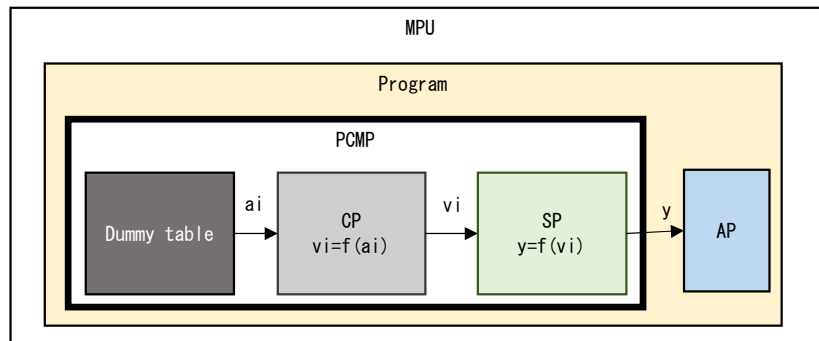 MPU
Program
PCMP
Dummy table
ai
CP
vi=f(ai)
vi
SP
y=f(vi)
y
AP